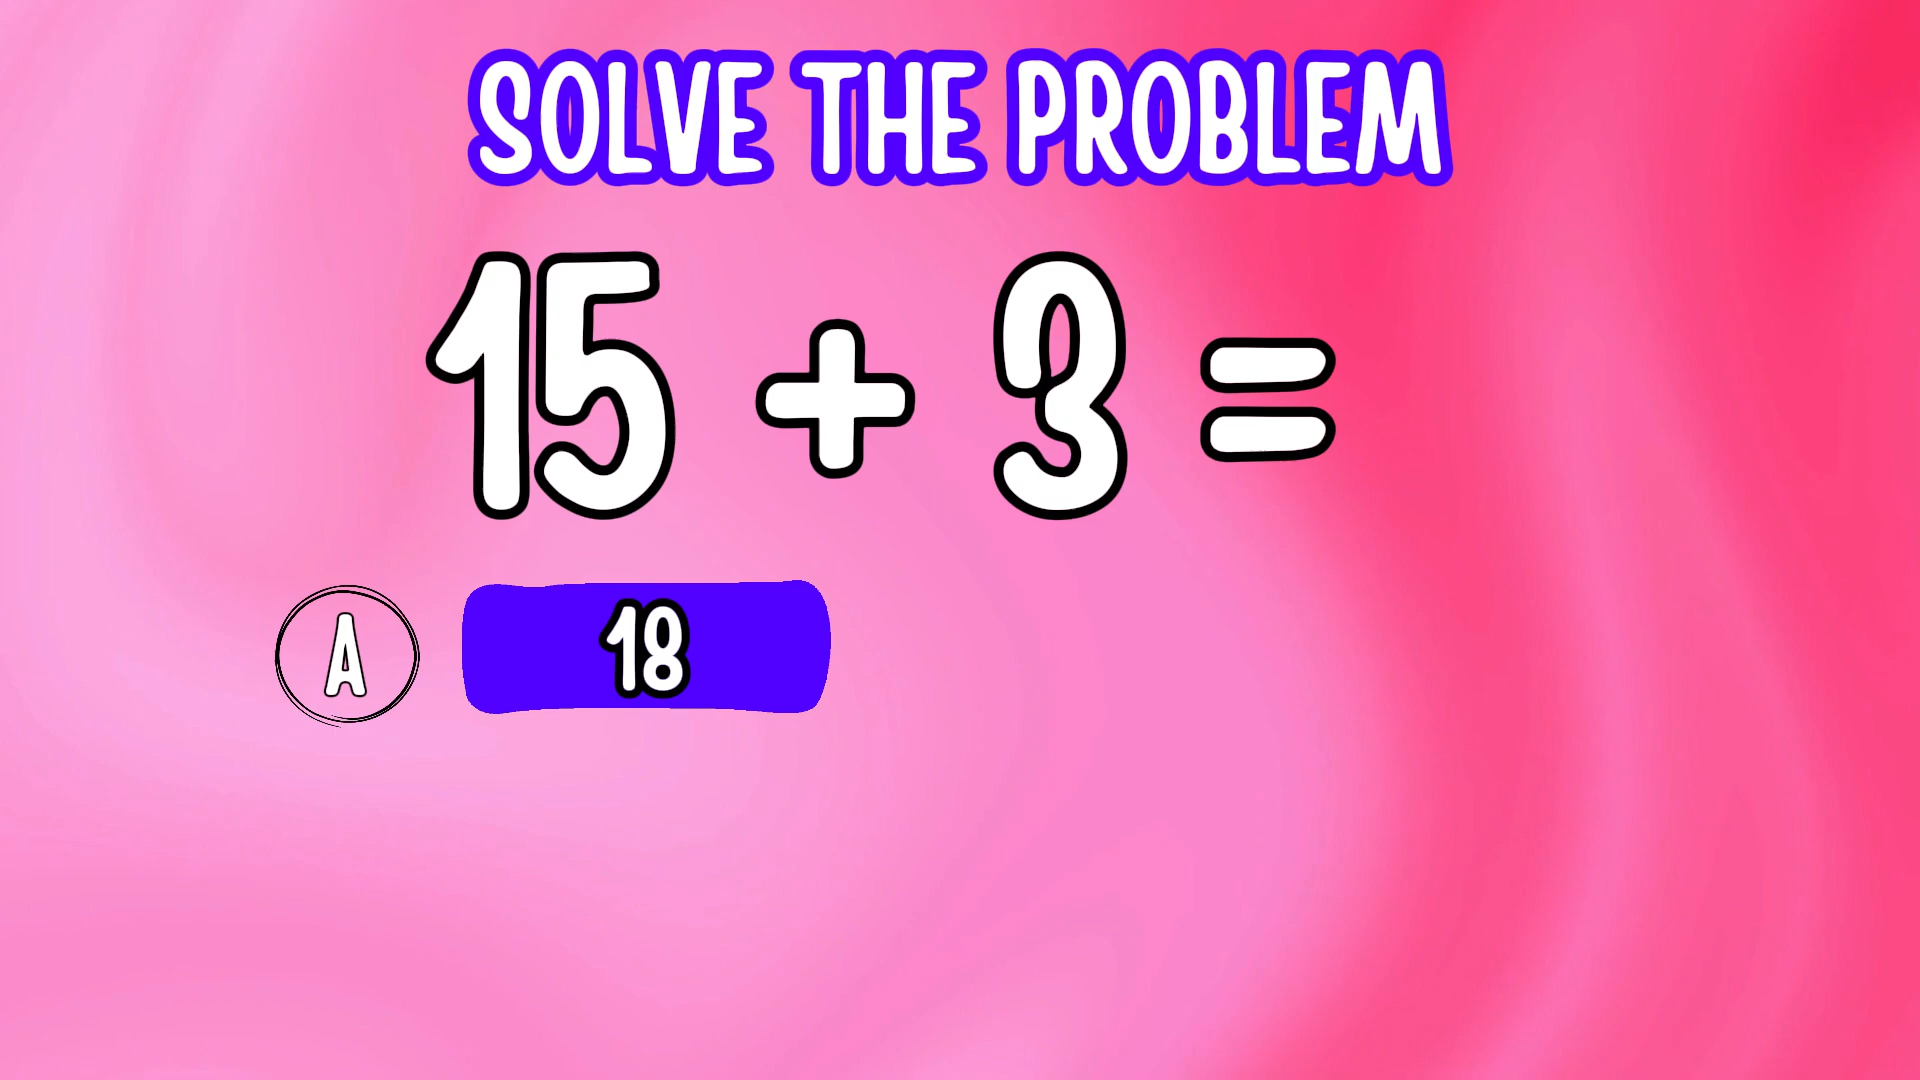 SOLVE THE PROBLEM
15 + 3 =
A 18